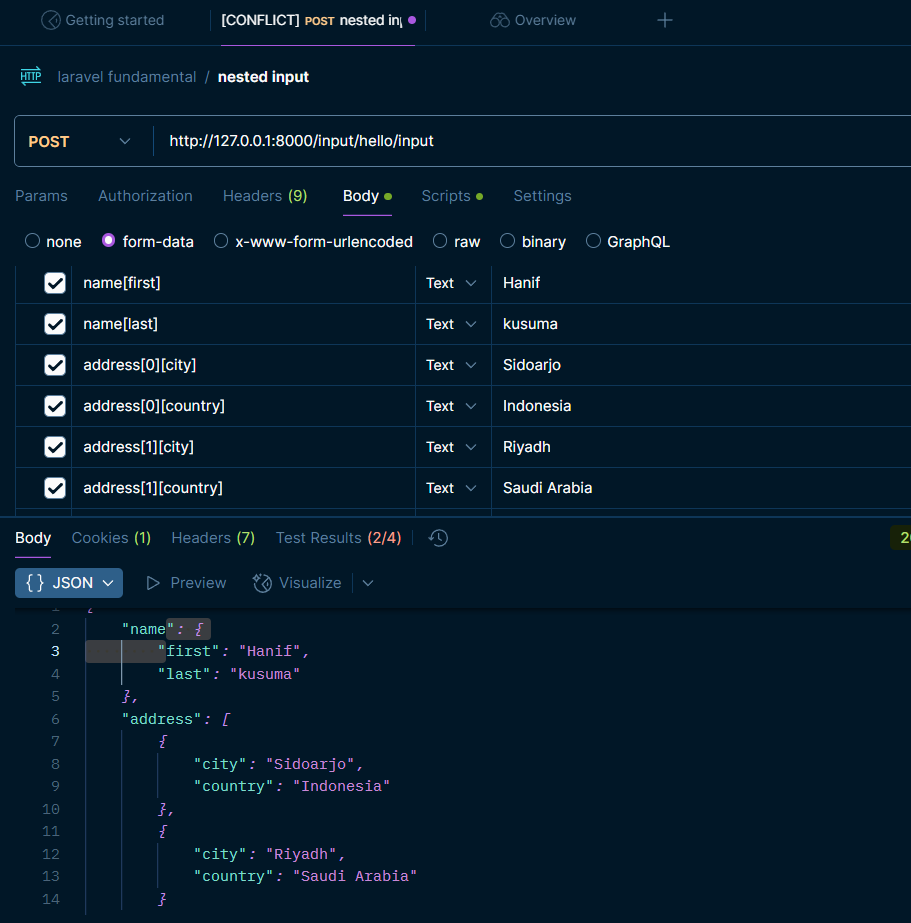 Getting started [CONFLICT] POST nested in Overview
HTTP laravel fundamental / nested input
POST http://127.0.0.1:8000/input/hello/input
Params Authorization Headers (9) Body Scripts Settings
none form-data x-www-form-urlencoded raw binary GraphQL
name[first] Text Hanif
name[last] Text kusuma
address[0][city] Text Sidoarjo
address[0][country] Text Indonesia
address[1][city] Text Riyadh
address[1][country] Text Saudi Arabia
Body Cookies (1) Headers (7) Test Results (2/4)
{} JSON Preview Visualize
1 {
2 "name": {
3 "first": "Hanif",
4 "last": "kusuma"
5 },
6 "address": [
7 {
8 "city": "Sidoarjo",
9 "country": "Indonesia"
10 },
11 {
12 "city": "Riyadh",
13 "country": "Saudi Arabia"
14 }